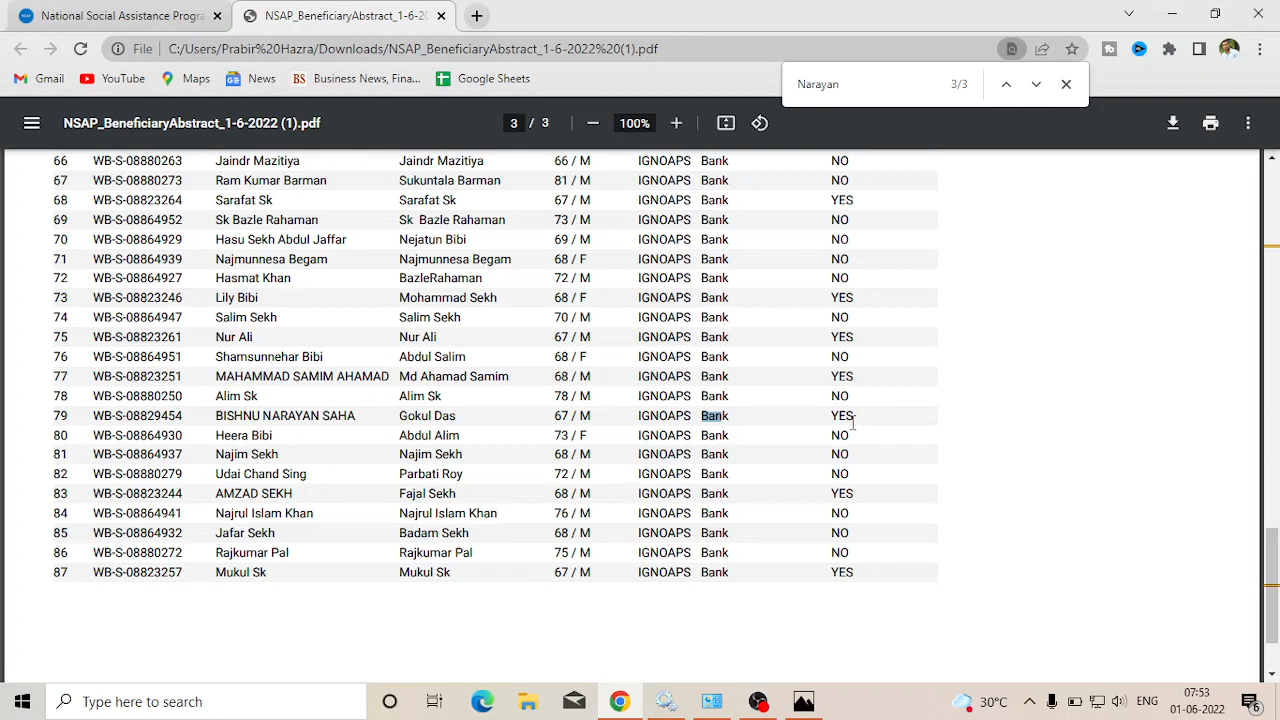 National Social Assistance Progra
NSAP_BeneficiaryAbstract_1-6-20
File C:/Users/Prabir%20Hazra/Downloads/NSAP_BeneficiaryAbstract_1-6-2022%20(1).pdf
Gmail YouTube Maps News BS Business News, Fina... Google Sheets
Narayan 3/3
NSAP_BeneficiaryAbstract_1-6-2022 (1).pdf 3 / 3 100%
66 WB-S-08880263 Jaindr Mazitiya Jaindr Mazitiya 66 / M IGNOAPS Bank NO
67 WB-S-08880273 Ram Kumar Barman Sukuntala Barman 81 / M IGNOAPS Bank NO
68 WB-S-08823264 Sarafat Sk Sarafat Sk 67 / M IGNOAPS Bank YES
69 WB-S-08864952 Sk Bazle Rahaman Sk Bazle Rahaman 73 / M IGNOAPS Bank NO
70 WB-S-08864929 Hasu Sekh Abdul Jaffar Nejatun Bibi 69 / M IGNOAPS Bank NO
71 WB-S-08864939 Najmunnesa Begam Najmunnesa Begam 68 / F IGNOAPS Bank NO
72 WB-S-08864927 Hasmat Khan BazleRahaman 72 / M IGNOAPS Bank NO
73 WB-S-08823246 Lily Bibi Mohammad Sekh 68 / F IGNOAPS Bank YES
74 WB-S-08864947 Salim Sekh Salim Sekh 70 / M IGNOAPS Bank NO
75 WB-S-08823261 Nur Ali Nur Ali 67 / M IGNOAPS Bank YES
76 WB-S-08864951 Shamsunnehar Bibi Abdul Salim 68 / F IGNOAPS Bank NO
77 WB-S-08823251 MAHAMMAD SAMIM AHAMAD Md Ahamad Samim 68 / M IGNOAPS Bank YES
78 WB-S-08880250 Alim Sk Alim Sk 78 / M IGNOAPS Bank NO
79 WB-S-08829454 BISHNU NARAYAN SAHA Gokul Das 67 / M IGNOAPS Bank YES
80 WB-S-08864930 Heera Bibi Abdul Alim 73 / F IGNOAPS Bank NO
81 WB-S-08864937 Najim Sekh Najim Sekh 68 / M IGNOAPS Bank NO
82 WB-S-08880279 Udai Chand Sing Parbati Roy 72 / M IGNOAPS Bank NO
83 WB-S-08823244 AMZAD SEKH Fajal Sekh 68 / M IGNOAPS Bank YES
84 WB-S-08864941 Najrul Islam Khan Najrul Islam Khan 76 / M IGNOAPS Bank NO
85 WB-S-08864932 Jafar Sekh Badam Sekh 68 / M IGNOAPS Bank NO
86 WB-S-08880272 Rajkumar Pal Rajkumar Pal 75 / M IGNOAPS Bank NO
87 WB-S-08823257 Mukul Sk Mukul Sk 67 / M IGNOAPS Bank YES
Type here to search 30°C ENG 07:53
01-06-2022 6